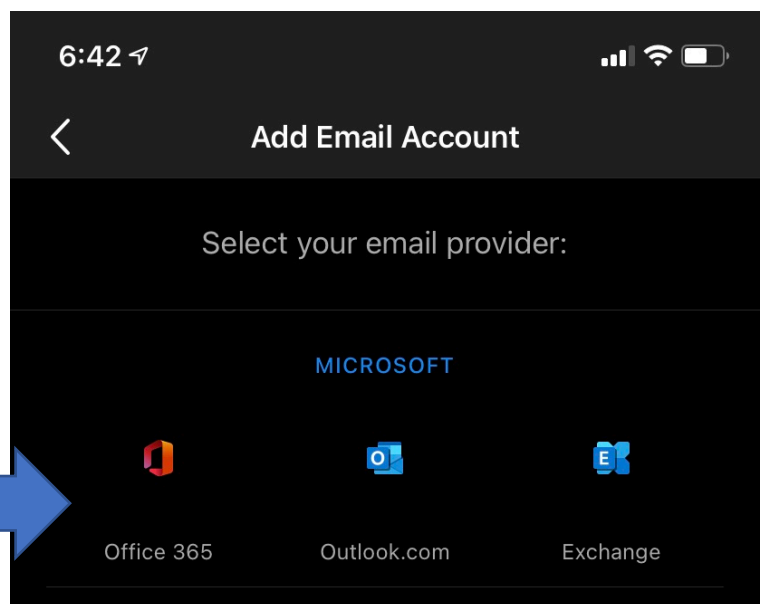 6:42
Add Email Account
Select your email provider:
MICROSOFT
O E
Office 365 Outlook.com Exchange